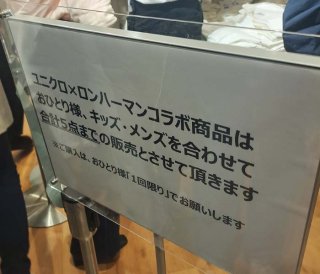 ユニクロ×ロンハーマンコラボ商品は
おひとり様、キッズ・メンズを合わせて
合計5点までの販売とさせて頂きます
※ご購入は、おひとり様「1回限り」でお願いします